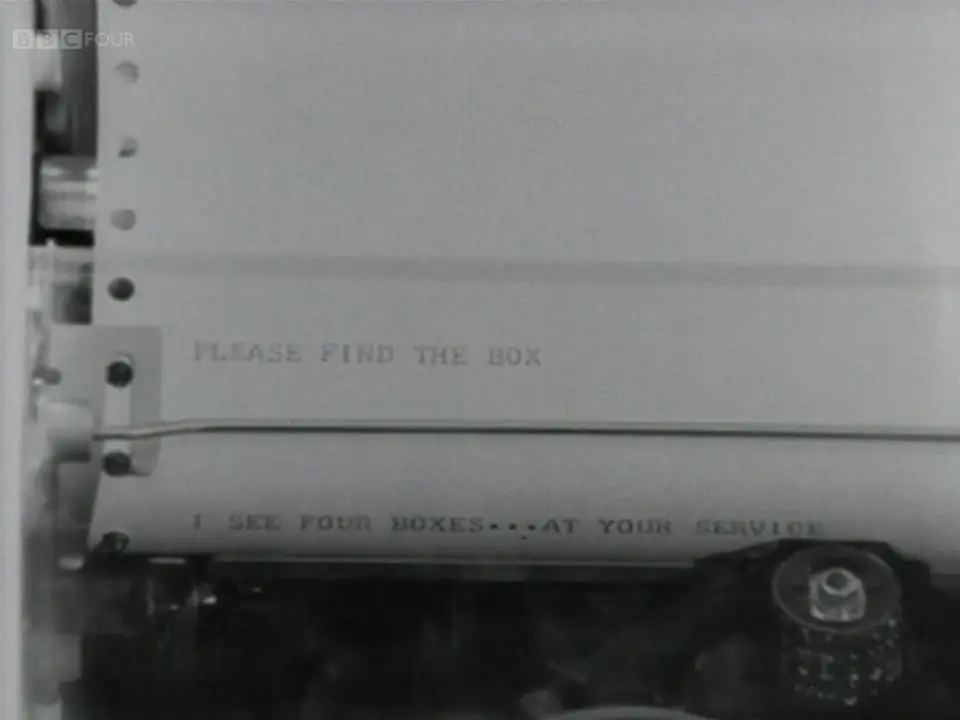 BBC FOUR
PLEASE FIND THE BOX
I SEE FOUR BOXES...AT YOUR SERVICE